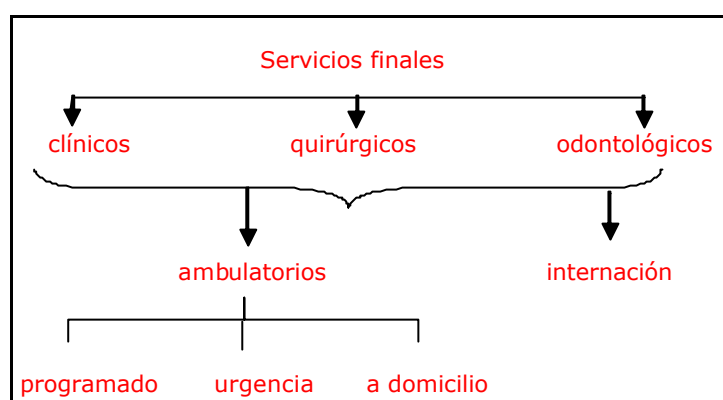 Servicios finales
clínicos quirúrgicos odontológicos
ambulatorios internación
programado urgencia a domicilio